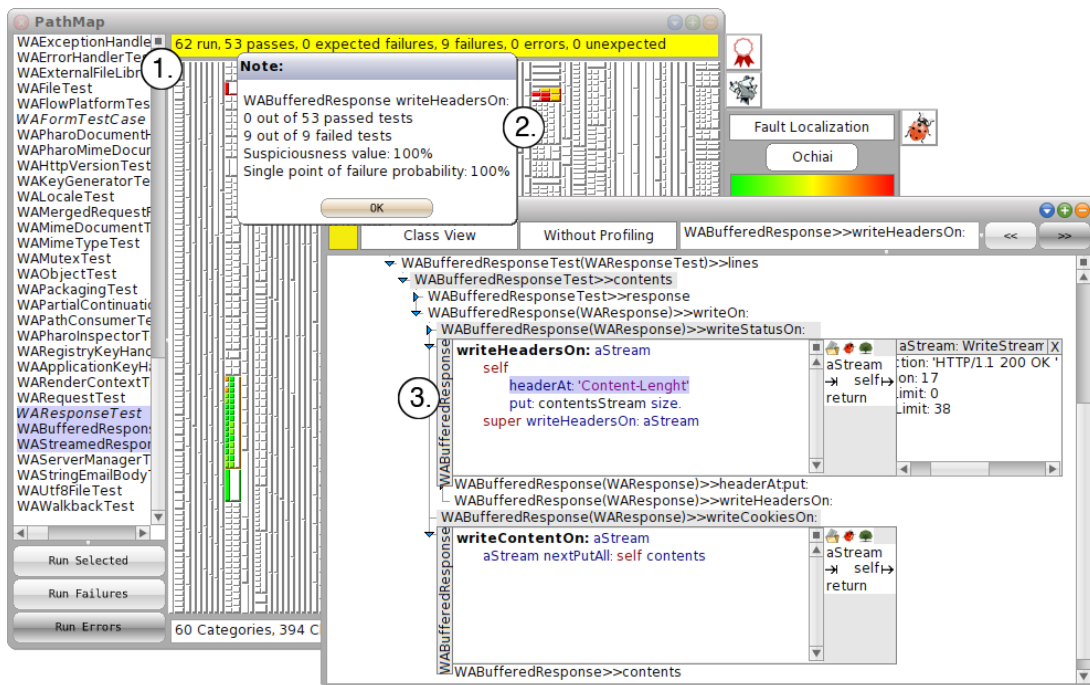 PathMap
WAExceptionHandle
WAErrorHandlerTes
WAExternalFileLibr
WAFileTest
WAFlowPlatformTes
WAFormTestCase
WAPharoDocumentH
WAPharoMimeDocur
WAHttpVersionTest
WAKeyGeneratorTe
WALocaleTest
WAMergedRequestF
WAMimeDocumentT
WAMimeTypeTest
WAMutexTest
WAObjectTest
WAPackagingTest
WAPartialContinuatio
WAPathConsumerTe
WAPharoInspectorT
WARegistryKeyHand
WAApplicationKeyHa
WARenderContextT
WARequestTest
WAResponseTest
WABufferedRespons
WAStreamedRespor
WAServerManagerT
WAStringEmailBodyT
WAUtf8FileTest
WAWalkbackTest
Run Selected
Run Failures
Run Errors
62 run, 53 passes, 0 expected failures, 9 failures, 0 errors, 0 unexpected
1.
Note:
WABufferedResponse writeHeadersOn:
0 out of 53 passed tests
9 out of 9 failed tests
Suspiciousness value: 100%
Single point of failure probability: 100%
OK
2.
Fault Localization
Ochiai
60 Categories, 394 Cl
Class View
Without Profiling
WABufferedResponse>>writeHeadersOn:
<<
>>
WABufferedResponseTest(WAResponseTest)>>lines
WABufferedResponseTest>>contents
WABufferedResponseTest>>response
WABufferedResponse(WAResponse)>>writeOn:
WABufferedResponse(WAResponse)>>writeStatusOn:
3.
WABufferedResponse
writeHeadersOn: aStream
self
headerAt: 'Content-Lenght'
put: contentsStream size.
super writeHeadersOn: aStream
aStream
self
return
aStream: WriteStream X
ction: 'HTTP/1.1 200 OK '
on: 17
Limit: 0
Limit: 38
WABufferedResponse(WAResponse)>>headerAt:put:
WABufferedResponse(WAResponse)>>writeHeadersOn:
WABufferedResponse(WAResponse)>>writeCookiesOn:
WABufferedResponse
writeContentOn: aStream
aStream nextPutAll: self contents
aStream
self
return
WABufferedResponse>>contents